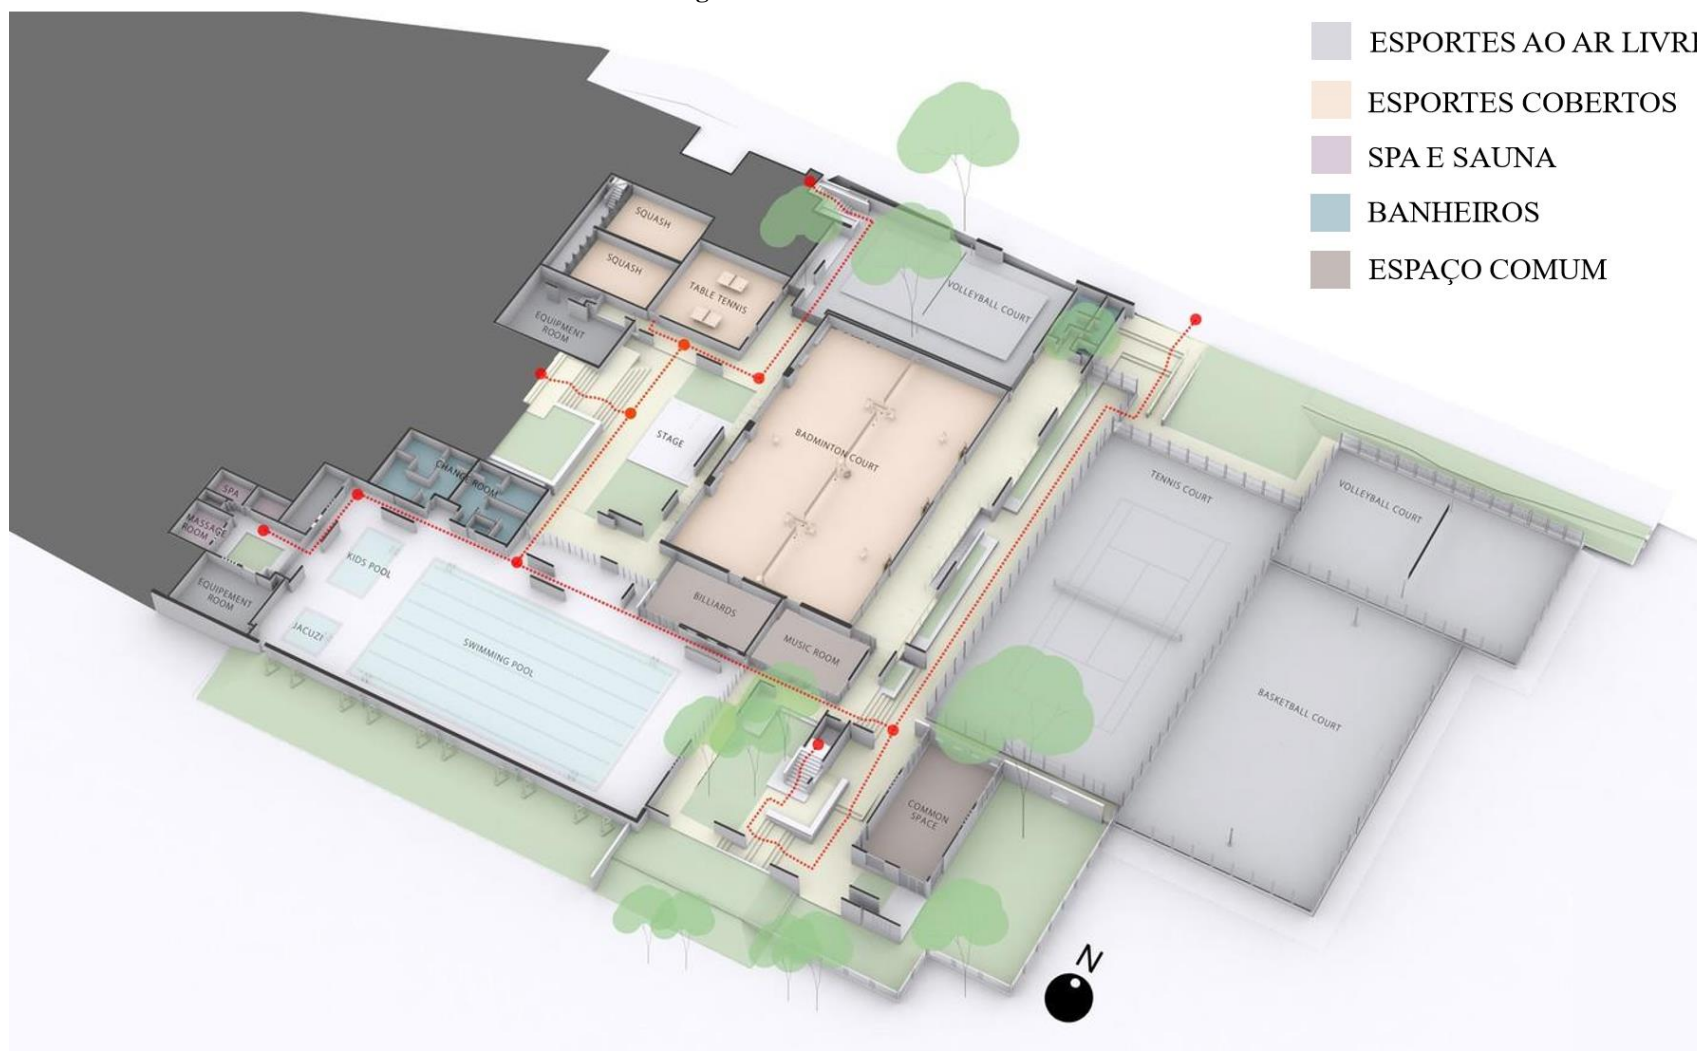 g
ESPORTES AO AR LIVRE
ESPORTES COBERTOS
SPA E SAUNA
BANHEIROS
ESPAÇO COMUM
SQUASH
SQUASH
TABLE TENNIS
EQUIPMENT
ROOM
VOLLEYBALL COURT
STAGE
BADMINTON COURT
CHANGE ROOM
SPA
MASSAGE
ROOM
KIDS POOL
EQUIPEMENT
ROOM
JACUZI
SWIMMING POOL
BILLIARDS
MUSIC ROOM
TENNIS COURT
VOLLEYBALL COURT
BASKETBALL COURT
COMMON
SPACE
N